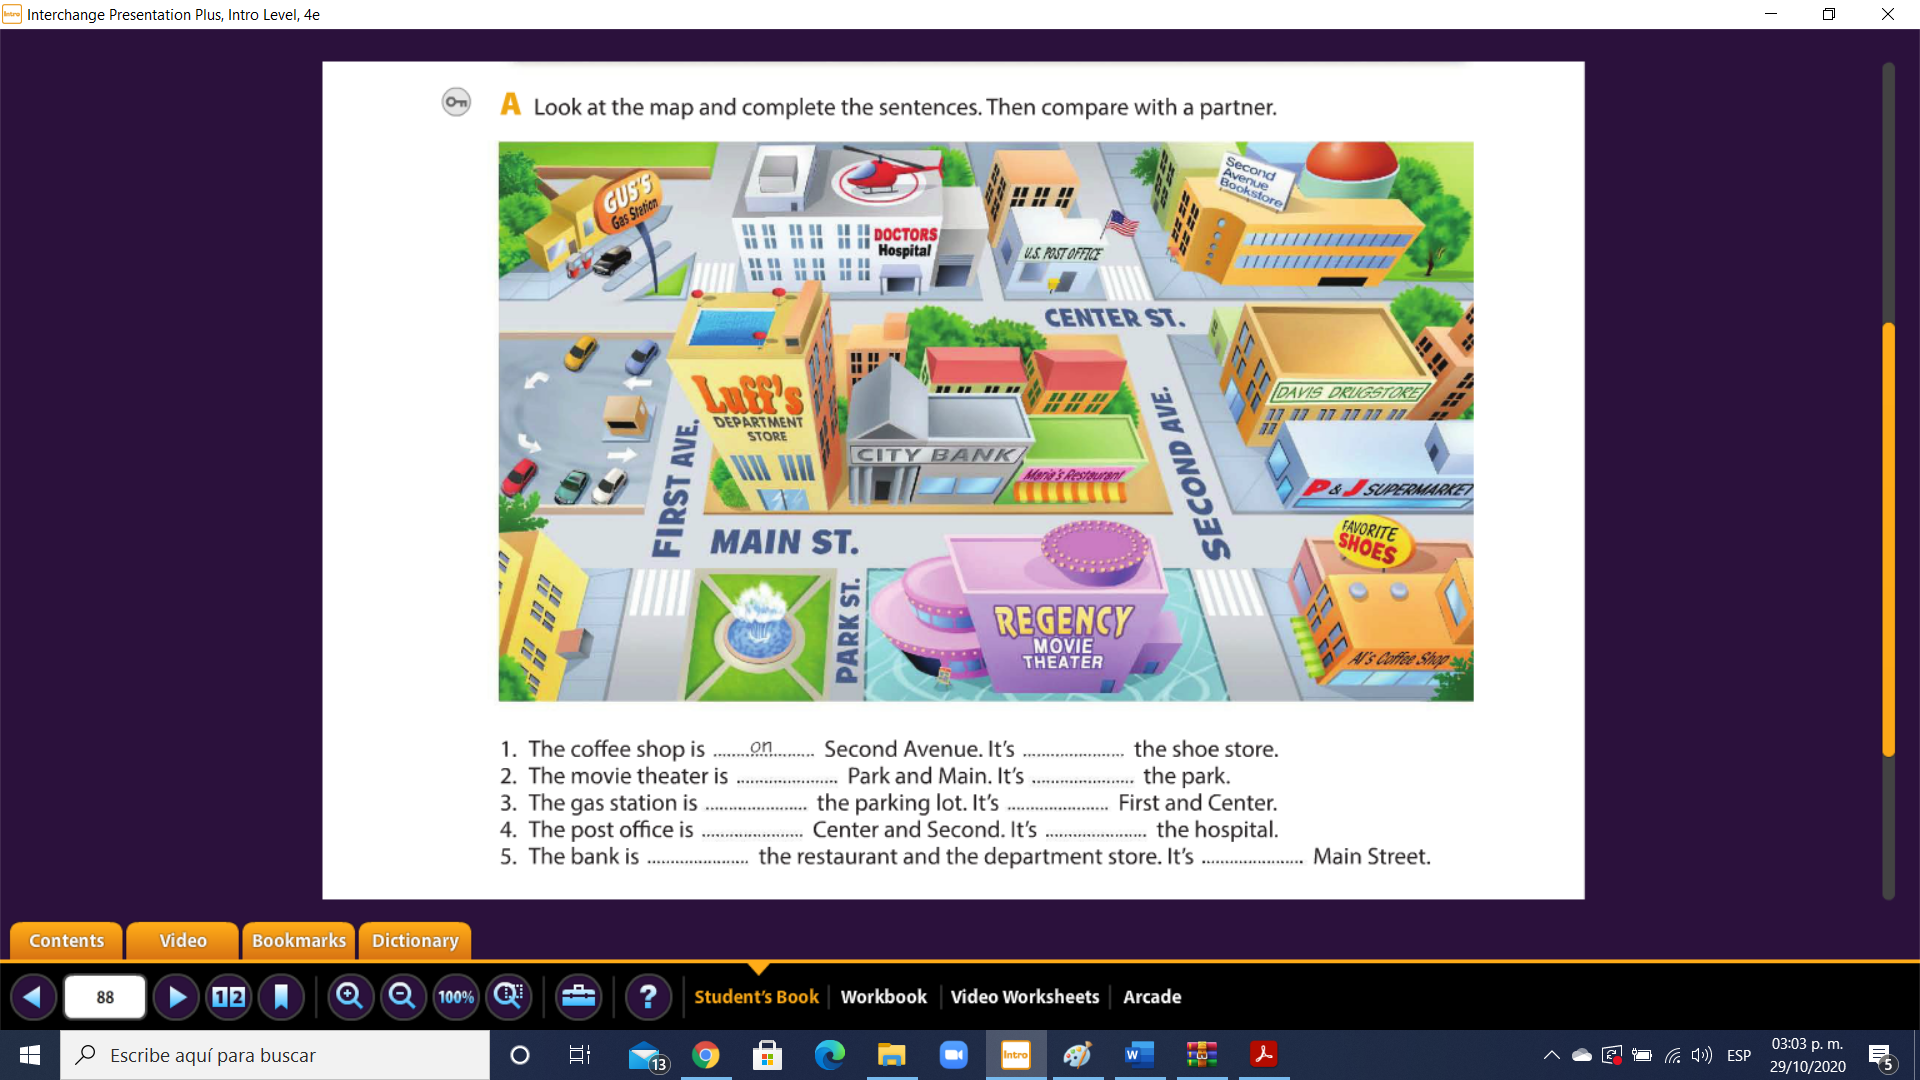 Interchange Presentation Plus, Intro Level, 4e
A Look at the map and complete the sentences. Then compare with a partner.
GUS'S
Gas Station
DOCTORS
Hospital
U.S. POST OFFICE
Second
Avenue
Bookstore
CENTER ST.
Luff's
DEPARTMENT
STORE
CITY BANK
Maria's Restaurant
DAVIS DRUGSTORE
P & J SUPERMARKET
FIRST AVE.
SECOND AVE.
MAIN ST.
PARK ST.
REGENCY
MOVIE
THEATER
FAVORITE
SHOES
Al's Coffee Shop
1. The coffee shop is ........on......... Second Avenue. It's ...................... the shoe store.
2. The movie theater is ...................... Park and Main. It's ...................... the park.
3. The gas station is ...................... the parking lot. It's ...................... First and Center.
4. The post office is ...................... Center and Second. It's ...................... the hospital.
5. The bank is ...................... the restaurant and the department store. It's ...................... Main Street.
Contents Video Bookmarks Dictionary
88 12 100% ? Student's Book Workbook Video Worksheets Arcade
Escribe aquí para buscar
13
Intro
ESP
03:03 p. m.
29/10/2020
5